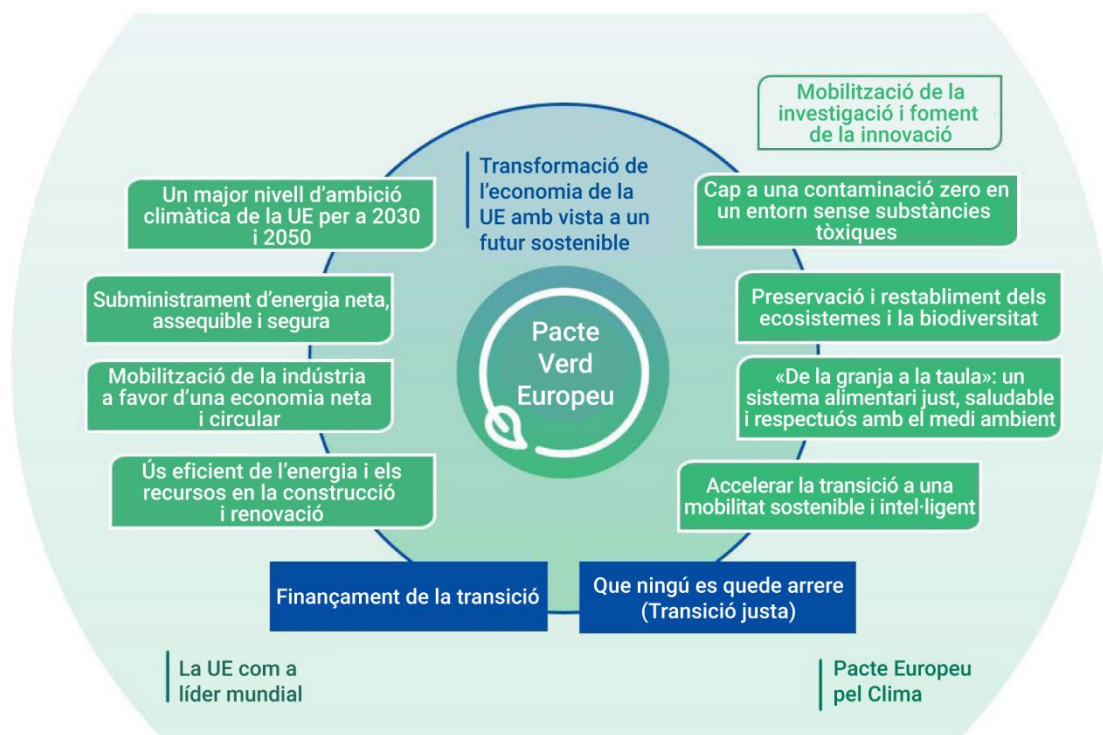 Mobilització de la
investigació i foment
de la innovació
Transformació de
l’economia de la
UE amb vista a un
futur sostenible
Un major nivell d’ambició
climàtica de la UE per a 2030
i 2050
Cap a una contaminació zero en
un entorn sense substàncies
tòxiques
Subministrament d’energia neta,
assequible i segura
Preservació i restabliment dels
ecosistemes i la biodiversitat
Pacte
Verd
Europeu
Mobilització de la indústria
a favor d’una economia neta
i circular
«De la granja a la taula»: un
sistema alimentari just, saludable
i respectuós amb el medi ambient
Ús eficient de l’energia i els
recursos en la construcció
i renovació
Accelerar la transició a una
mobilitat sostenible i intel·ligent
Finançament de la transició
Que ningú es quede arrere
(Transició justa)
La UE com a
líder mundial
Pacte Europeu
pel Clima